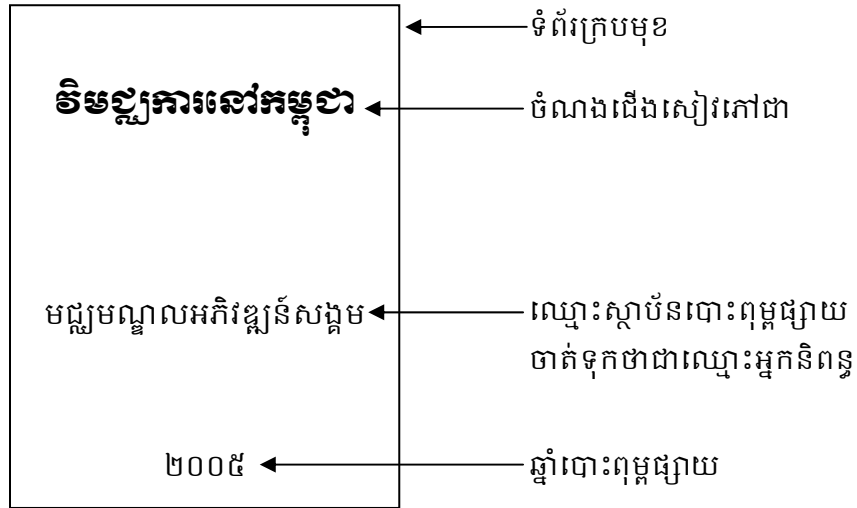 ទំព័រក្របមុខ
វិមជ្ឈការនៅកម្ពុជា
ចំណងជើងសៀវភៅជា
មជ្ឈមណ្ឌលអភិវឌ្ឍន៍សង្គម
ឈ្មោះស្ថាប័នបោះពុម្ពផ្សាយ
ចាត់ទុកថាជាឈ្មោះអ្នកនិពន្ធ
២០០៥
ឆ្នាំបោះពុម្ពផ្សាយ